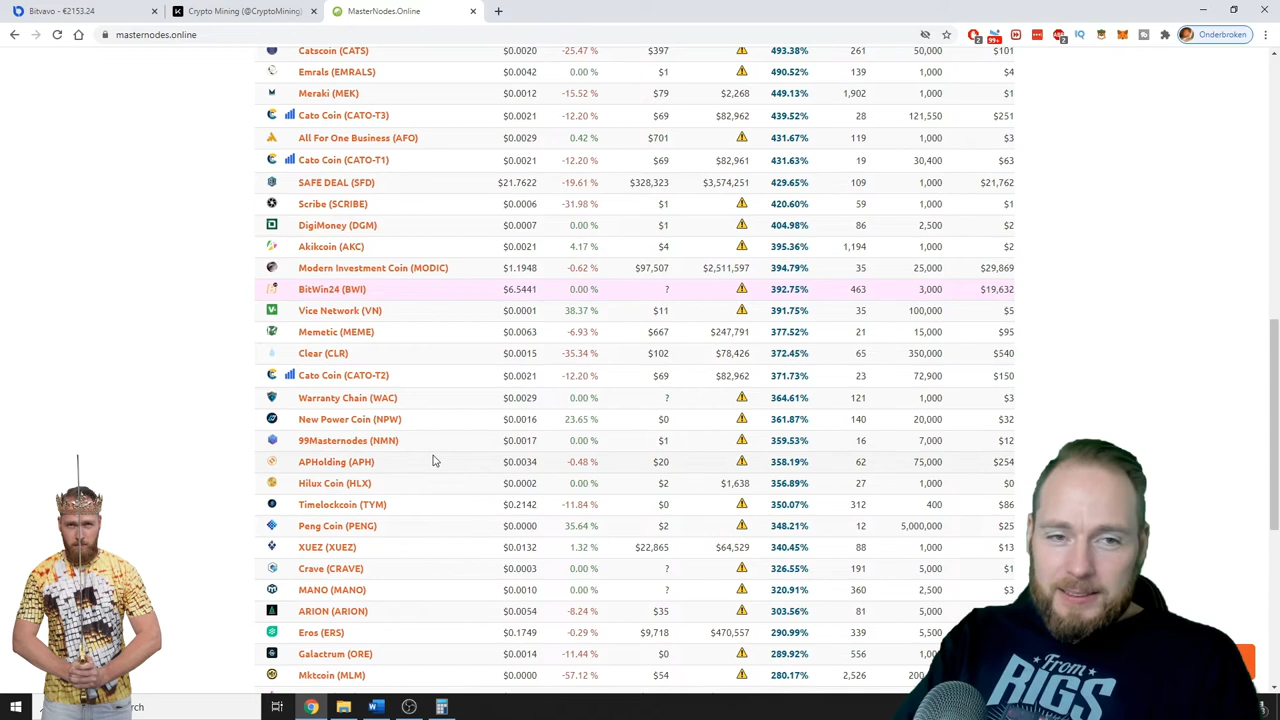 Bitvavo - €2153.24
Crypto Mining (@CryptoMining)
MasterNodes.Online
masternodes.online
2
99+
2
Onderbroken
Catscoin (CATS) $0.0020 -25.47 % $397 493.38% 261 50,000 $101
Emrals (EMRALS) $0.0042 0.00 % $1 490.52% 139 1,000 $4
Meraki (MEK) $0.0012 -15.52 % $79 $2,268 449.13% 1,902 1,000 $1
Cato Coin (CATO-T3) $0.0021 -12.20 % $69 $82,962 439.52% 28 121,550 $251
All For One Business (AFO) $0.0029 0.42 % $701 431.67% 119 1,000 $3
Cato Coin (CATO-T1) $0.0021 -12.20 % $69 $82,961 431.63% 19 30,400 $63
SAFE DEAL (SFD) $21.7622 -19.61 % $328,323 $3,574,251 429.65% 109 1,000 $21,762
Scribe (SCRIBE) $0.0006 -31.98 % $1 420.60% 59 1,000 $1
DigiMoney (DGM) $0.0007 0.00 % $1 404.98% 86 2,500 $2
Akikcoin (AKC) $0.0021 4.17 % $4 395.36% 1,194 1,000 $2
Modern Investment Coin (MODIC) $1.1948 -0.62 % $97,507 $2,511,597 394.79% 35 25,000 $29,869
BitWin24 (BWI) $6.5441 0.00 % ? 392.75% 463 3,000 $19,632
Vice Network (VN) $0.0001 38.37 % $11 391.75% 35 100,000 $5
Memetic (MEME) $0.0063 -6.93 % $667 $247,791 377.52% 21 15,000 $95
Clear (CLR) $0.0015 -35.34 % $102 $78,426 372.45% 65 350,000 $540
Cato Coin (CATO-T2) $0.0021 -12.20 % $69 $82,962 371.73% 23 72,900 $150
Warranty Chain (WAC) $0.0029 0.00 % ? 364.61% 121 1,000 $3
New Power Coin (NPW) $0.0016 23.65 % $0 361.87% 140 20,000 $32
99Masternodes (NMN) $0.0017 0.00 % $1 359.53% 16 7,000 $12
APHolding (APH) $0.0034 -0.48 % $20 358.19% 62 75,000 $254
Hilux Coin (HLX) $0.0002 0.00 % $2 $1,638 356.89% 27 1,000 $0
Timelockcoin (TYM) $0.2142 -11.84 % $0 350.07% 312 400 $86
Peng Coin (PENG) $0.0000 35.64 % $2 348.21% 12 5,000,000 $25
XUEZ (XUEZ) $0.0132 1.32 % $22,865 $64,529 340.45% 88 1,000 $13
Crave (CRAVE) $0.0003 0.00 % ? 326.55% 191 5,000 $1
MANO (MANO) $0.0010 0.00 % ? 320.91% 360 2,500 $3
ARION (ARION) $0.0054 -8.24 % $35 303.56% 81 5,000
Eros (ERS) $0.1749 -0.29 % $9,718 $470,557 290.99% 339 5,500
Galactrum (ORE) $0.0014 -11.44 % $0 289.92% 556
Mktcoin (MLM) $0.0000 -57.12 % $54 280.17% 2,526
From
RIGS